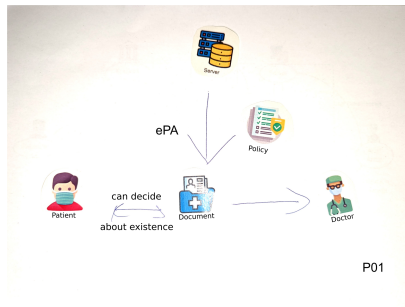 Server
ePA
Policy
can decide
Patient
Document
Doctor
about existence
P01